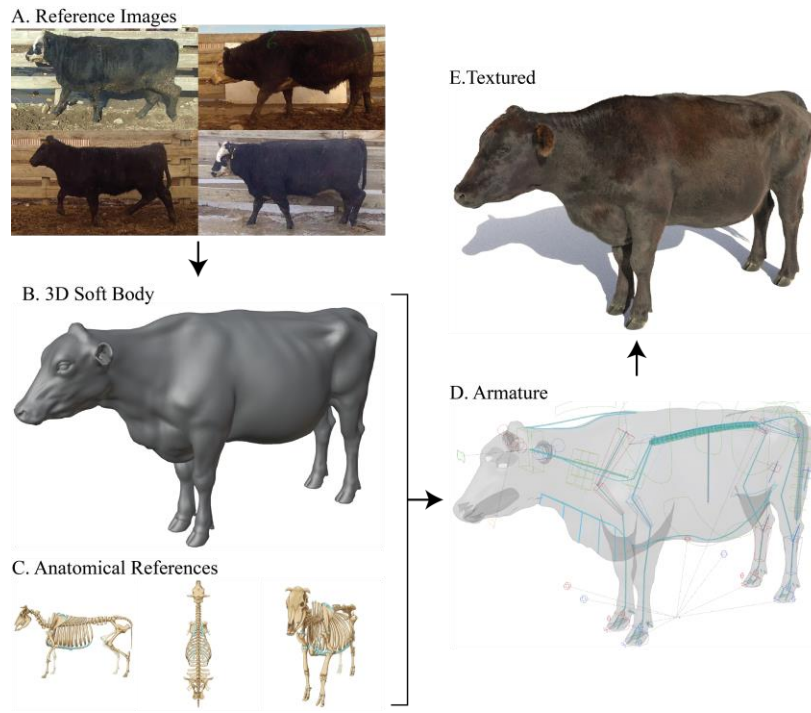 A. Reference Images
B. 3D Soft Body
C. Anatomical References
D. Armature
E.Textured